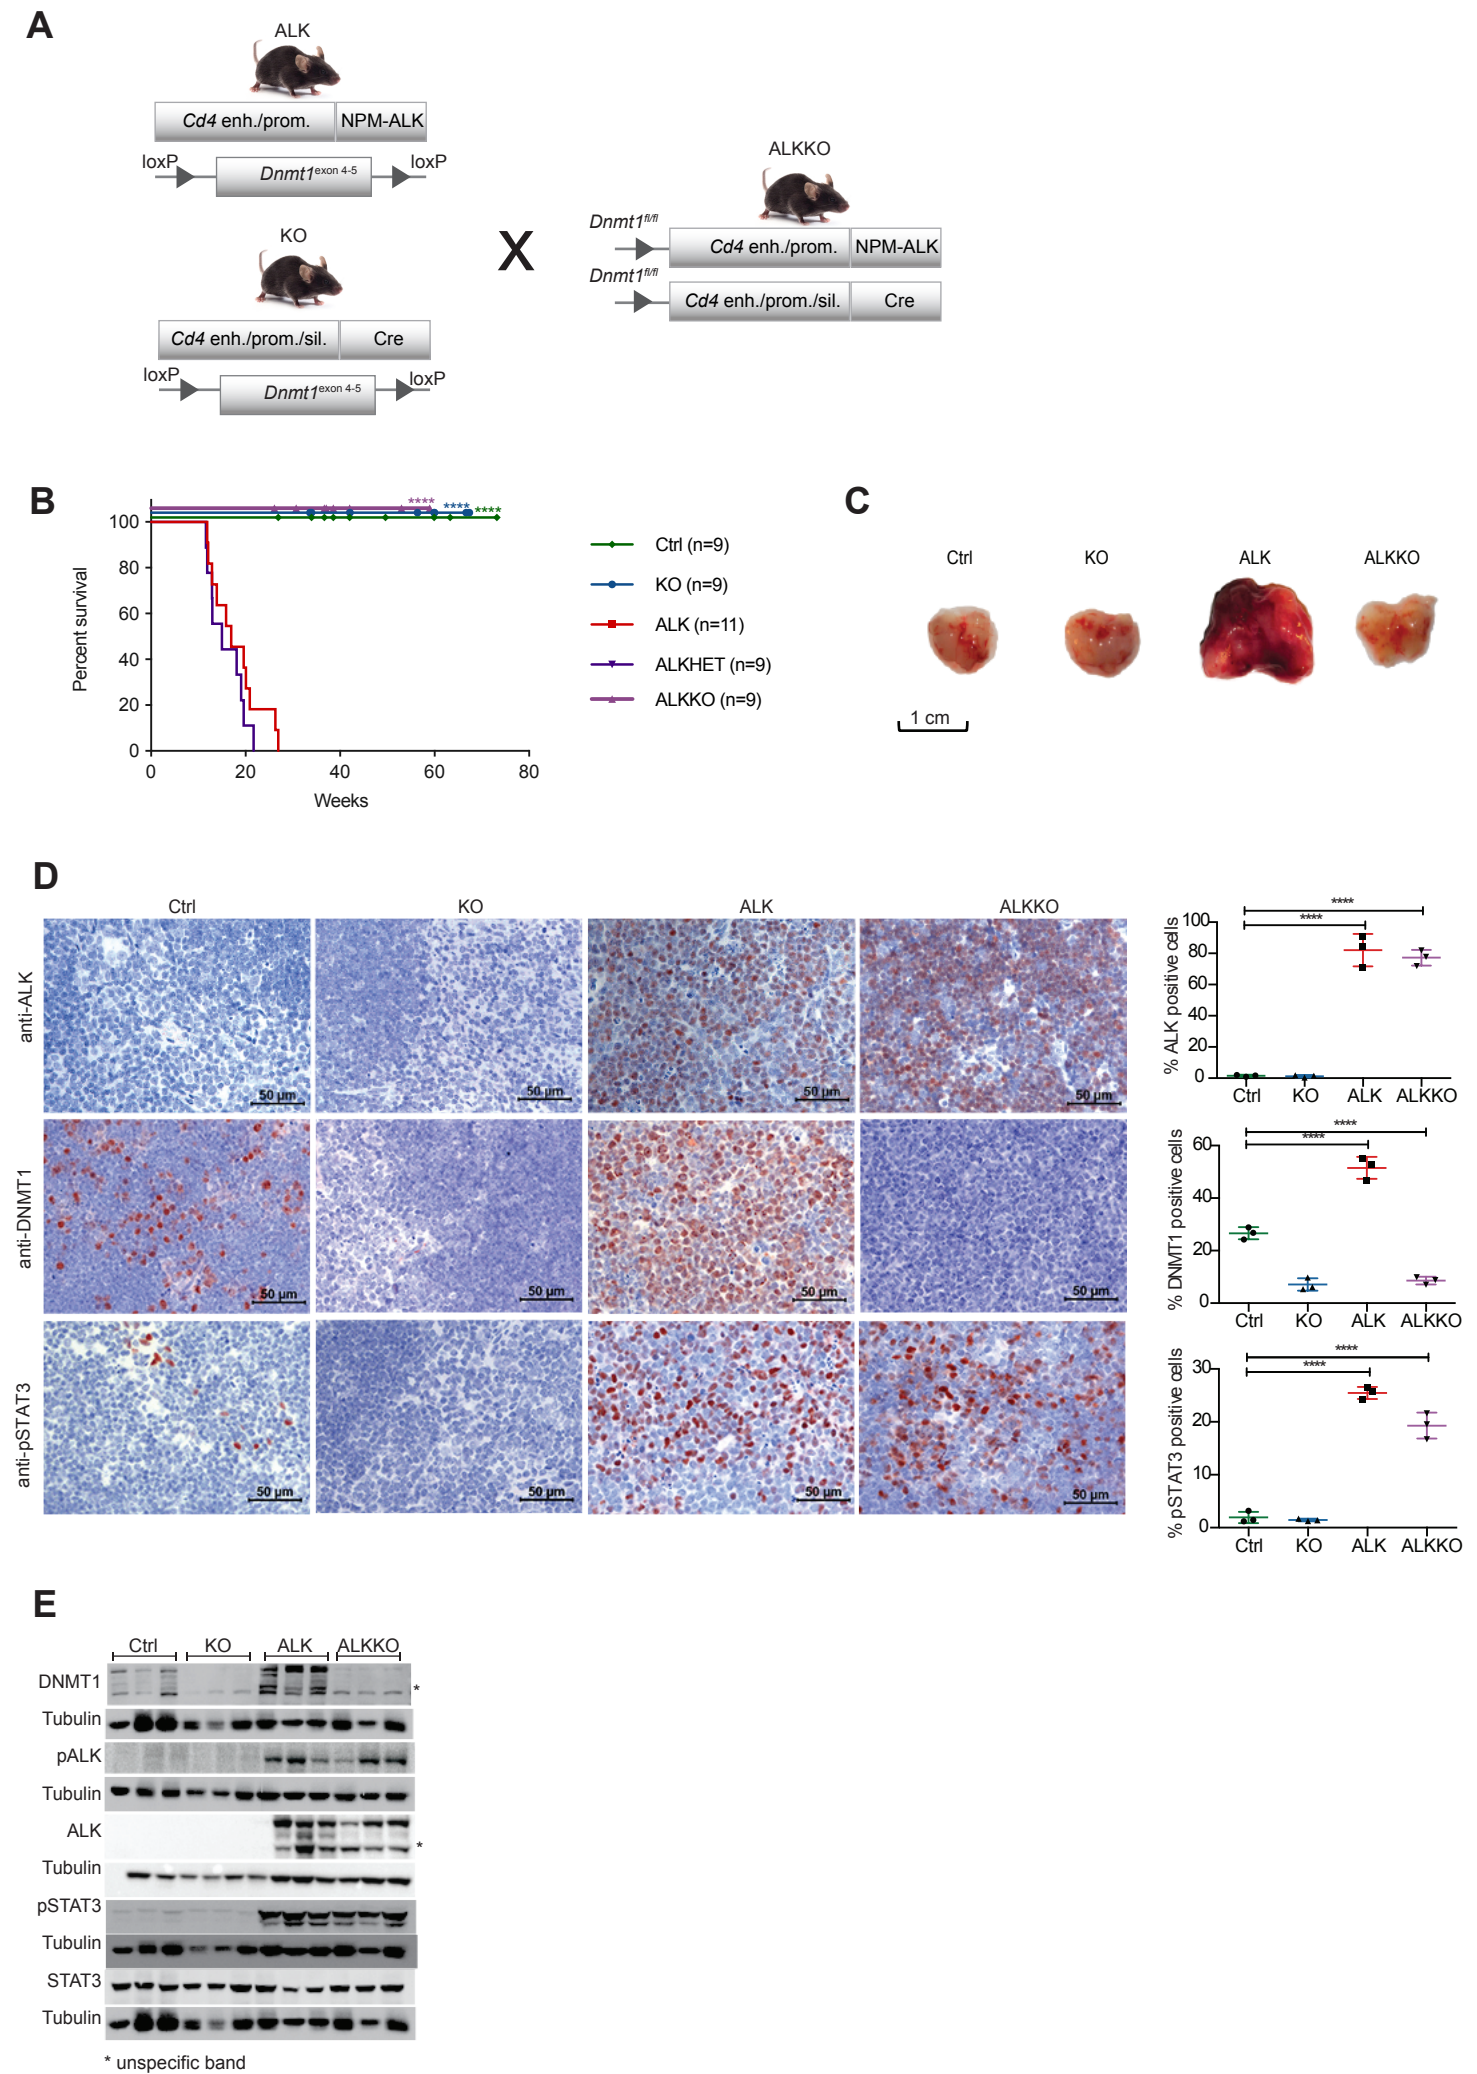 A
ALK
Cd4 enh./prom. NPM-ALK
loxP Dnmt1exon 4-5 loxP
KO
Cd4 enh./prom./sil. Cre
loxP Dnmt1exon 4-5 loxP
X
ALKKO
Dnmt1fl/fl
Cd4 enh./prom. NPM-ALK
Dnmt1fl/fl
Cd4 enh./prom./sil. Cre
B
Percent survival
100
80
60
40
20
0
0 20 40 60 80
Weeks
**** **** ****
Ctrl (n=9)
KO (n=9)
ALK (n=11)
ALKHET (n=9)
ALKKO (n=9)
C
Ctrl KO ALK ALKKO
1 cm
D
Ctrl KO ALK ALKKO
anti-ALK
50 µm 50 µm 50 µm 50 µm
anti-DNMT1
50 µm 50 µm 50 µm 50 µm
anti-pSTAT3
50 µm 50 µm 50 µm 50 µm
% ALK positive cells
****
****
100
80
60
40
20
0
Ctrl KO ALK ALKKO
% DNMT1 positive cells
****
****
60
40
20
0
Ctrl KO ALK ALKKO
% pSTAT3 positive cells
****
****
30
20
10
0
Ctrl KO ALK ALKKO
E
Ctrl KO ALK ALKKO
DNMT1 *
Tubulin
pALK
Tubulin
ALK *
Tubulin
pSTAT3
Tubulin
STAT3
Tubulin
* unspecific band